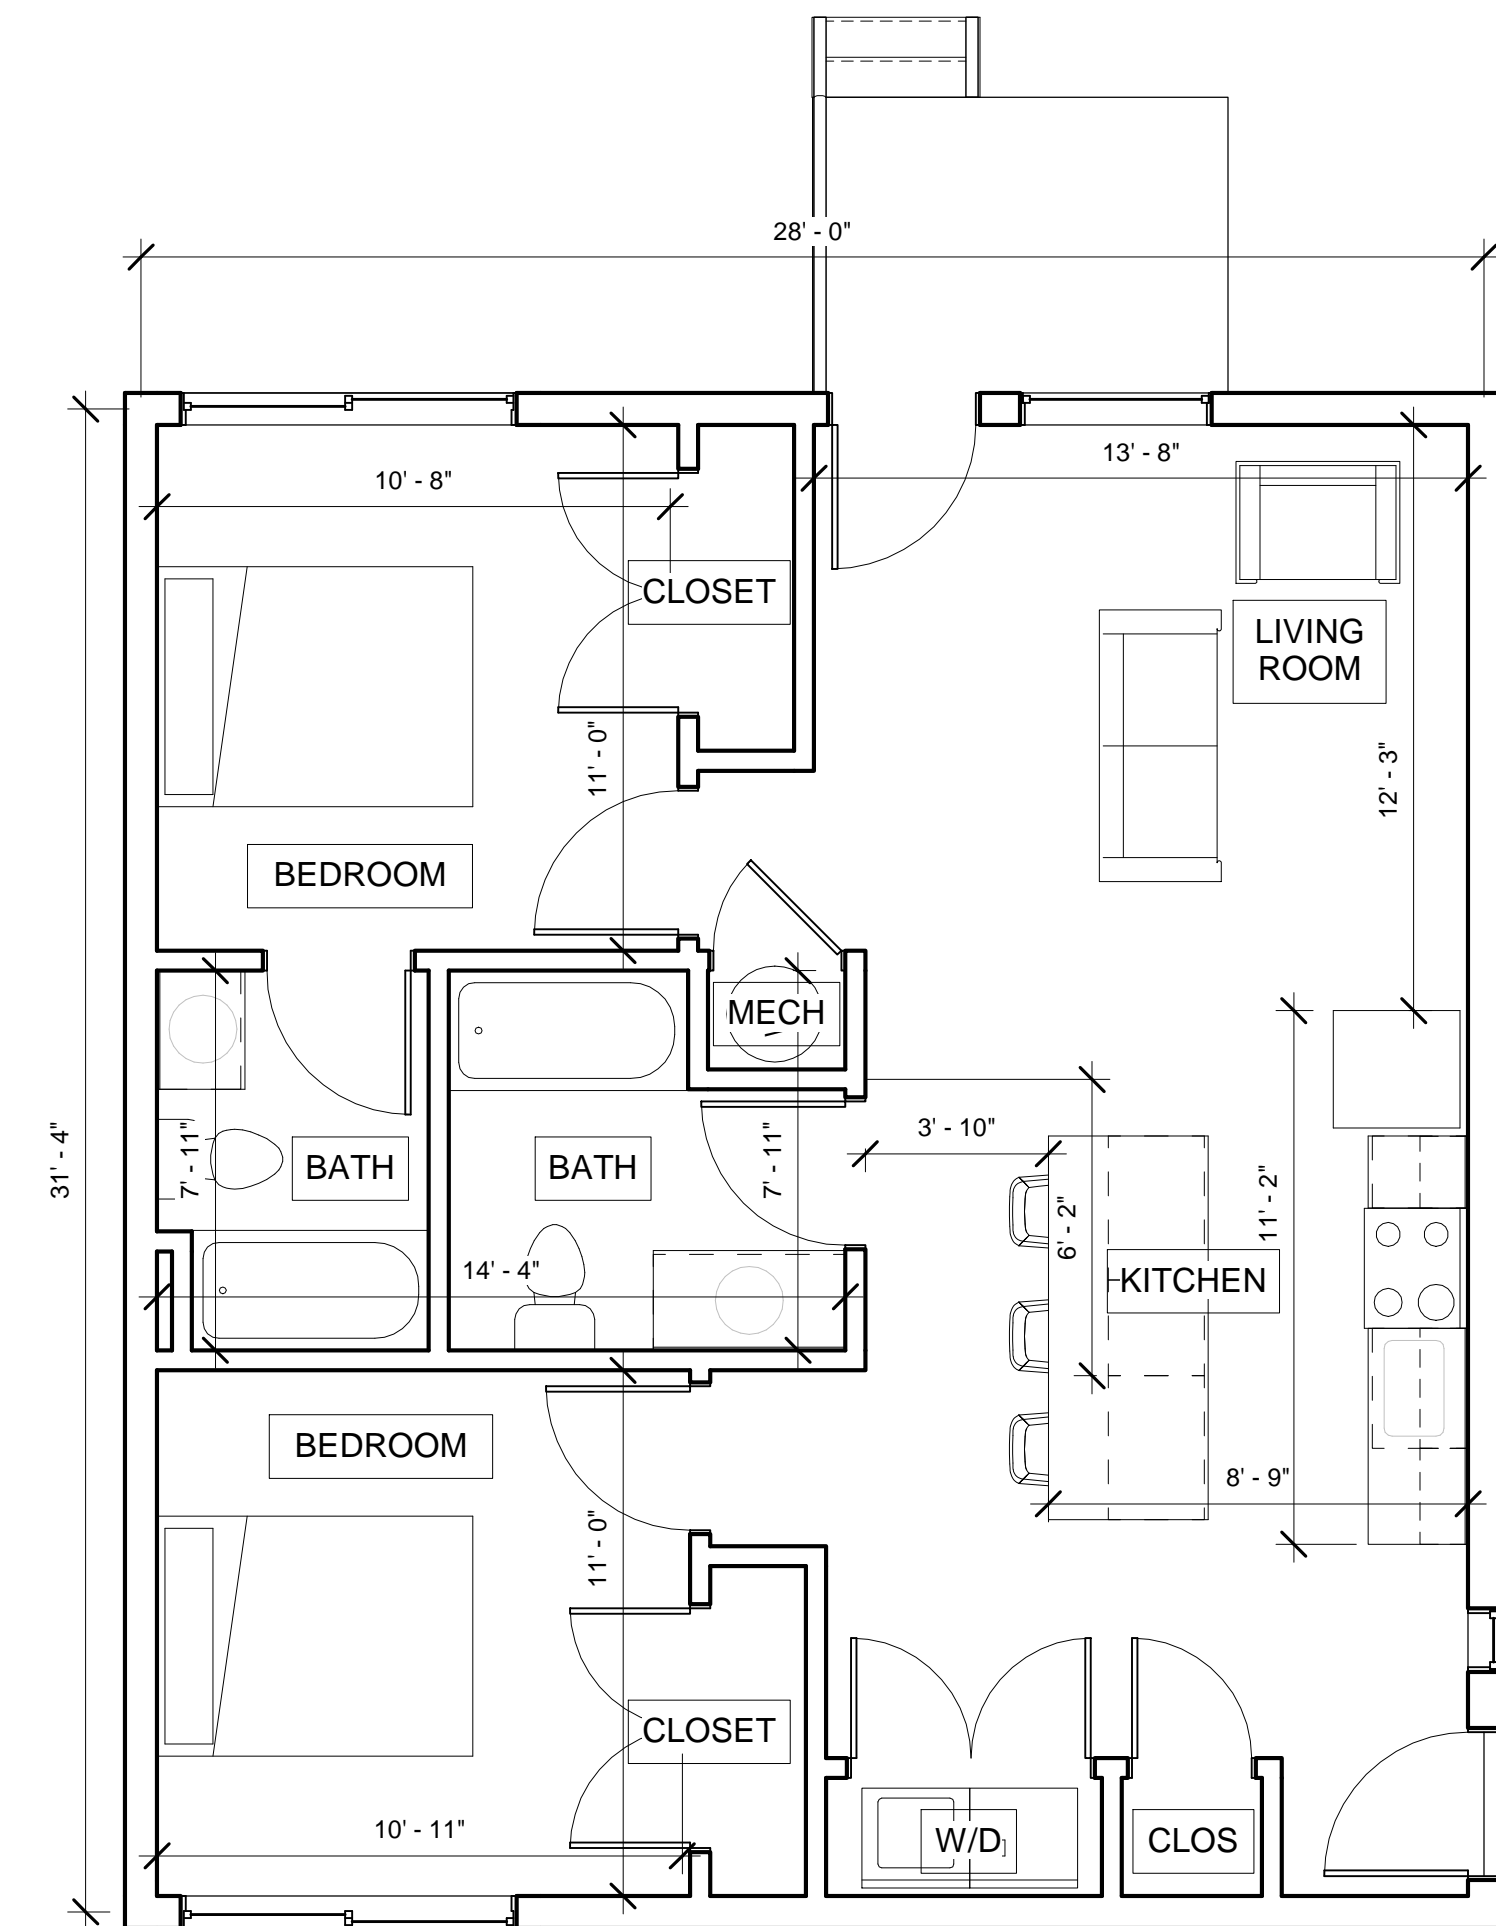 28' - 0"
13' - 8"
10' - 8"
CLOSET
LIVING
ROOM
11' - 0"
12' - 3"
BEDROOM
MECH
31' - 4"
7' - 11"
BATH
BATH
7' - 11"
3' - 10"
6' - 2"
11' - 2"
14' - 4"
KITCHEN
BEDROOM
8' - 9"
11' - 0"
CLOSET
10' - 11"
W/D
CLOS